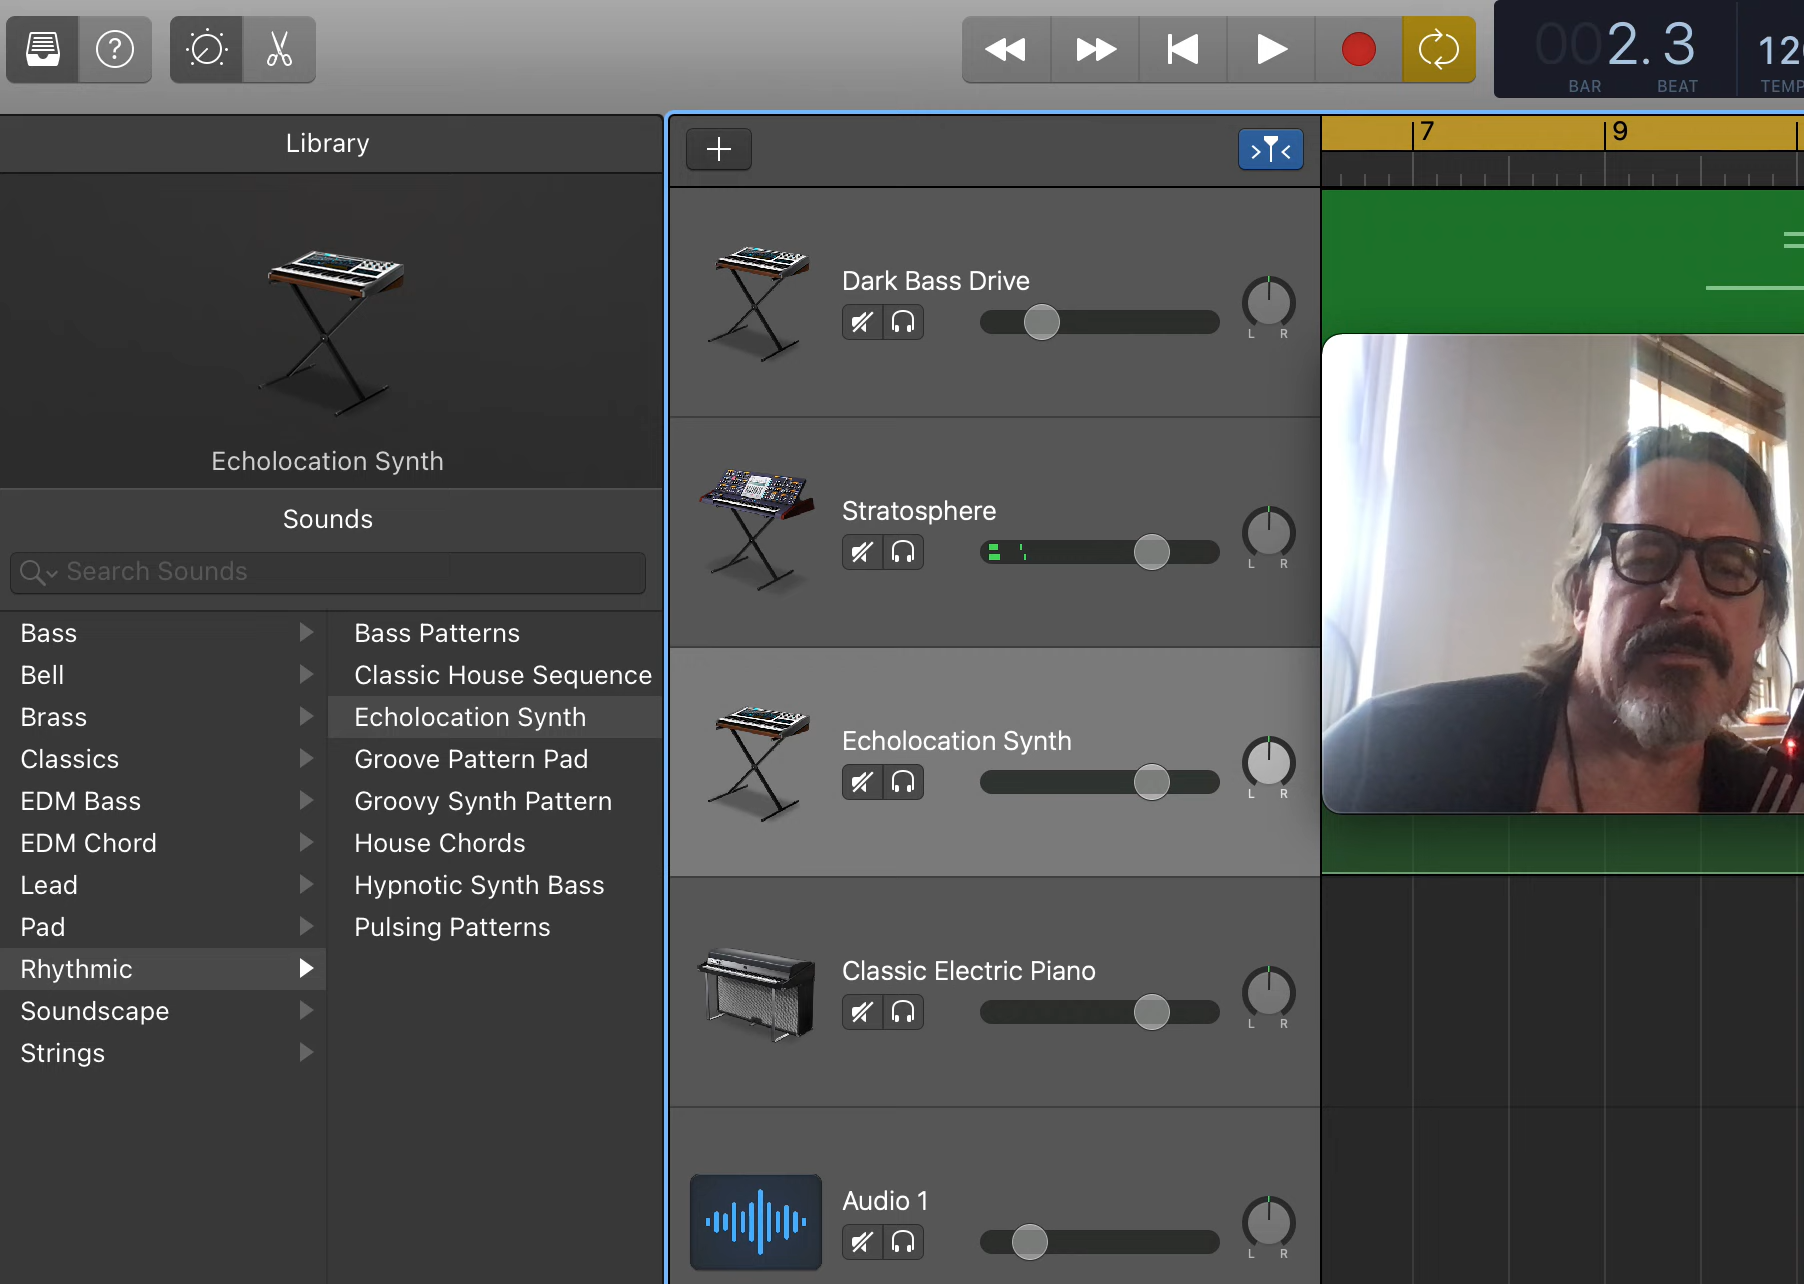 ?
002. 3
BAR BEAT
TEMP
Library
7
9
Echolocation Synth
Sounds
Search Sounds
Bass
Bell
Brass
Classics
EDM Bass
EDM Chord
Lead
Pad
Rhythmic
Soundscape
Strings
Bass Patterns
Classic House Sequence
Echolocation Synth
Groove Pattern Pad
Groovy Synth Pattern
House Chords
Hypnotic Synth Bass
Pulsing Patterns
Dark Bass Drive
L R
Stratosphere
L R
Echolocation Synth
L R
Classic Electric Piano
L R
Audio 1
L R